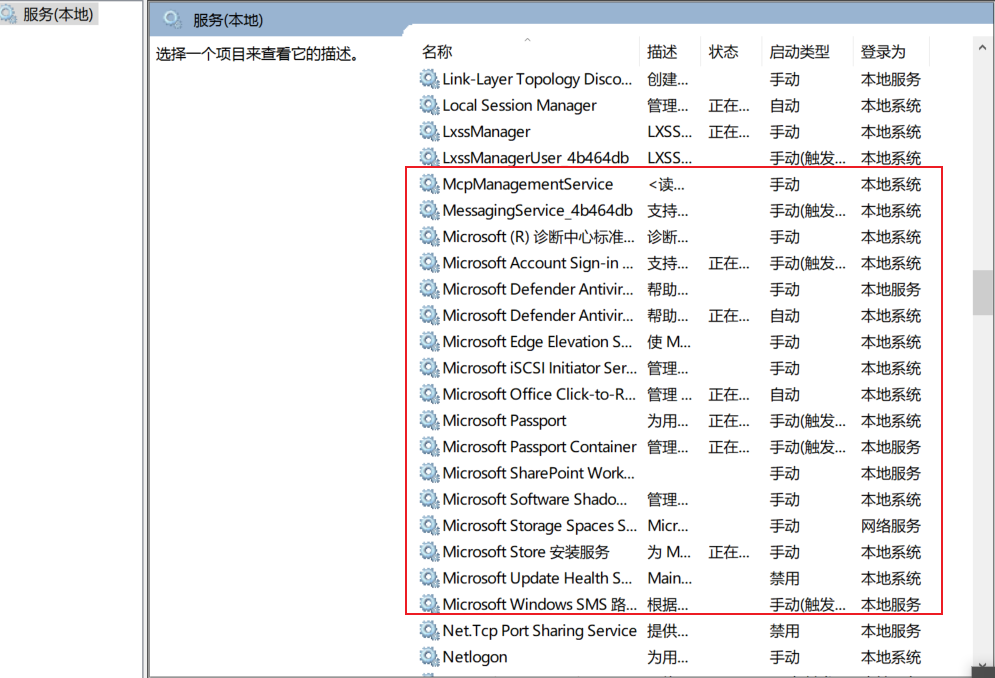 服务(本地)
服务(本地)
选择一个项目来查看它的描述。
名称 描述 状态 启动类型 登录为
Link-Layer Topology Disco... 创建... 手动 本地服务
Local Session Manager 管理... 正在... 自动 本地系统
LxssManager LXSS... 正在... 手动 本地系统
LxssManagerUser_4b464db LXSS... 手动(触发... 本地系统
McpManagementService <读... 手动 本地系统
MessagingService_4b464db 支持... 手动(触发... 本地系统
Microsoft (R) 诊断中心标准... 诊断... 手动 本地系统
Microsoft Account Sign-in ... 支持... 正在... 手动(触发... 本地系统
Microsoft Defender Antivir... 帮助... 手动 本地服务
Microsoft Defender Antivir... 帮助... 正在... 自动 本地系统
Microsoft Edge Elevation S... 使 M... 手动 本地系统
Microsoft iSCSI Initiator Ser... 管理... 手动 本地系统
Microsoft Office Click-to-R... 管理 ... 正在... 自动 本地系统
Microsoft Passport 为用... 正在... 手动(触发... 本地系统
Microsoft Passport Container 管理... 正在... 手动(触发... 本地服务
Microsoft SharePoint Work... 手动 本地服务
Microsoft Software Shado... 管理... 手动 本地系统
Microsoft Storage Spaces S... Micr... 手动 网络服务
Microsoft Store 安装服务 为 M... 正在... 手动 本地系统
Microsoft Update Health S... Main... 禁用 本地系统
Microsoft Windows SMS 路... 根据... 手动(触发... 本地服务
Net.Tcp Port Sharing Service 提供... 禁用 本地服务
Netlogon 为用... 手动 本地系统